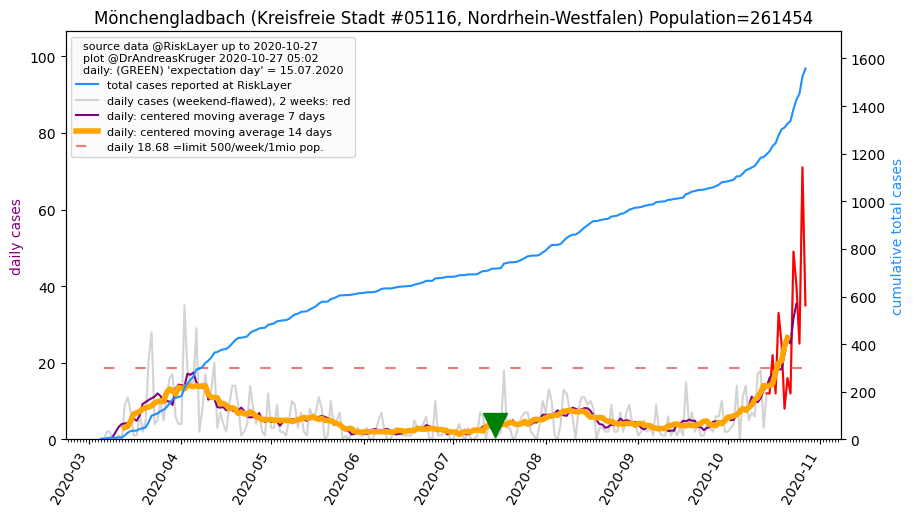 Mönchengladbach (Kreisfreie Stadt #05116, Nordrhein-Westfalen) Population=261454
source data @RiskLayer up to 2020-10-27
plot @DrAndreasKruger 2020-10-27 05:02
daily: (GREEN) 'expectation day' = 15.07.2020
total cases reported at RiskLayer
daily cases (weekend-flawed), 2 weeks: red
daily: centered moving average 7 days
daily: centered moving average 14 days
daily 18.68 =limit 500/week/1mio pop.
daily cases
100
80
60
40
20
0
cumulative total cases
1600
1400
1200
1000
800
600
400
200
0
2020-03
2020-04
2020-05
2020-06
2020-07
2020-08
2020-09
2020-10
2020-11